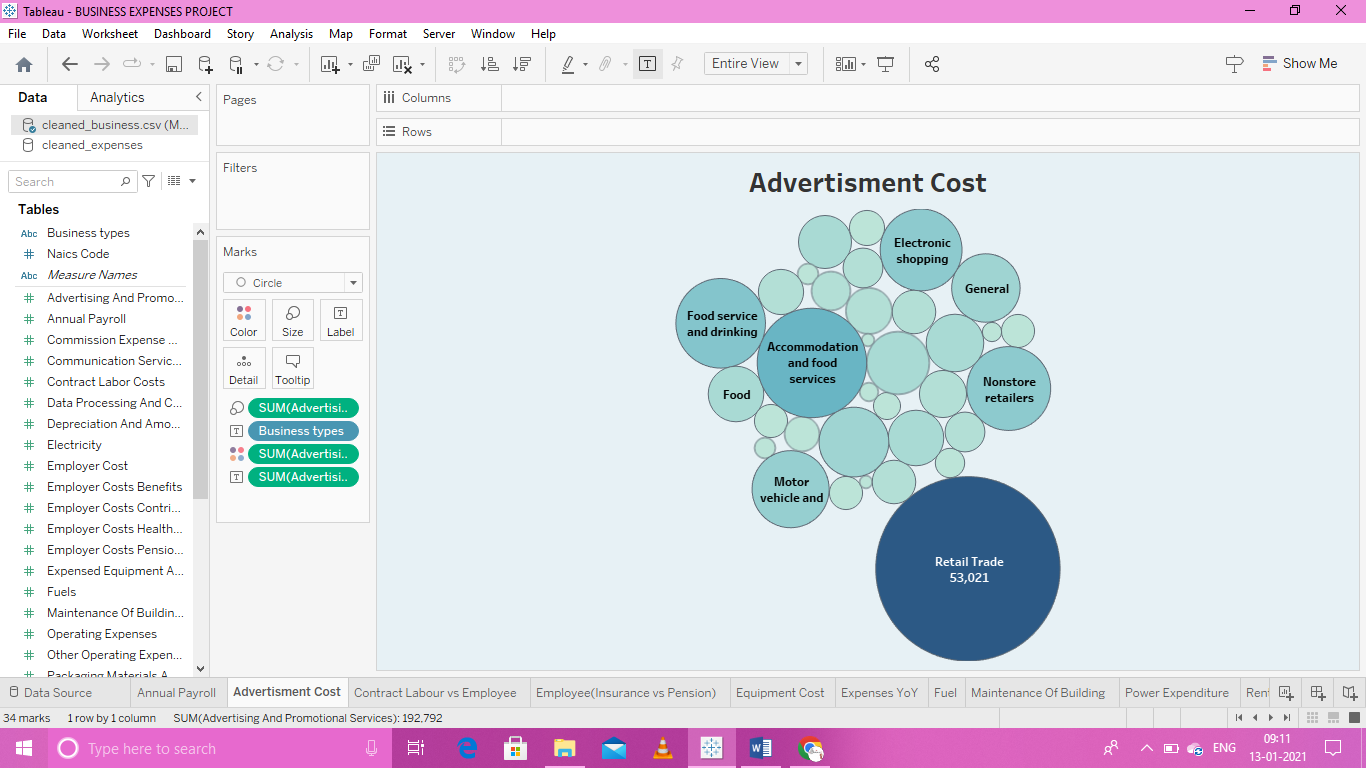 Tableau - BUSINESS EXPENSES PROJECT
File Data Worksheet Dashboard Story Analysis Map Format Server Window Help
Entire View
Show Me
Data Analytics
cleaned_business.csv (M...
cleaned_expenses
Search
Tables
Abc Business types
# Naics Code
Abc Measure Names
# Advertising And Promo...
# Annual Payroll
# Commission Expense ...
# Communication Servic...
# Contract Labor Costs
# Data Processing And C...
# Depreciation And Amo...
# Electricity
# Employer Cost
# Employer Costs Benefits
# Employer Costs Contri...
# Employer Costs Health...
# Employer Costs Pensio...
# Expensed Equipment A...
# Fuels
# Maintenance Of Buildin...
# Operating Expenses
# Other Operating Expen...
Packaging Materials A
Pages
Filters
Marks
Circle
Color Size Label
Detail Tooltip
SUM(Advertisi..
Business types
SUM(Advertisi..
SUM(Advertisi..
Columns
Rows
Advertisment Cost
Electronic
shopping
General
Food service
and drinking
Accommodation
and food
services
Food
Nonstore
retailers
Motor
vehicle and
Retail Trade
53,021
Data Source Annual Payroll Advertisment Cost Contract Labour vs Employee Employee(Insurance vs Pension) Equipment Cost Expenses YoY Fuel Maintenance Of Building Power Expenditure Ren
34 marks 1 row by 1 column SUM(Advertising And Promotional Services): 192,792
Type here to search
ENG
09:11
13-01-2021